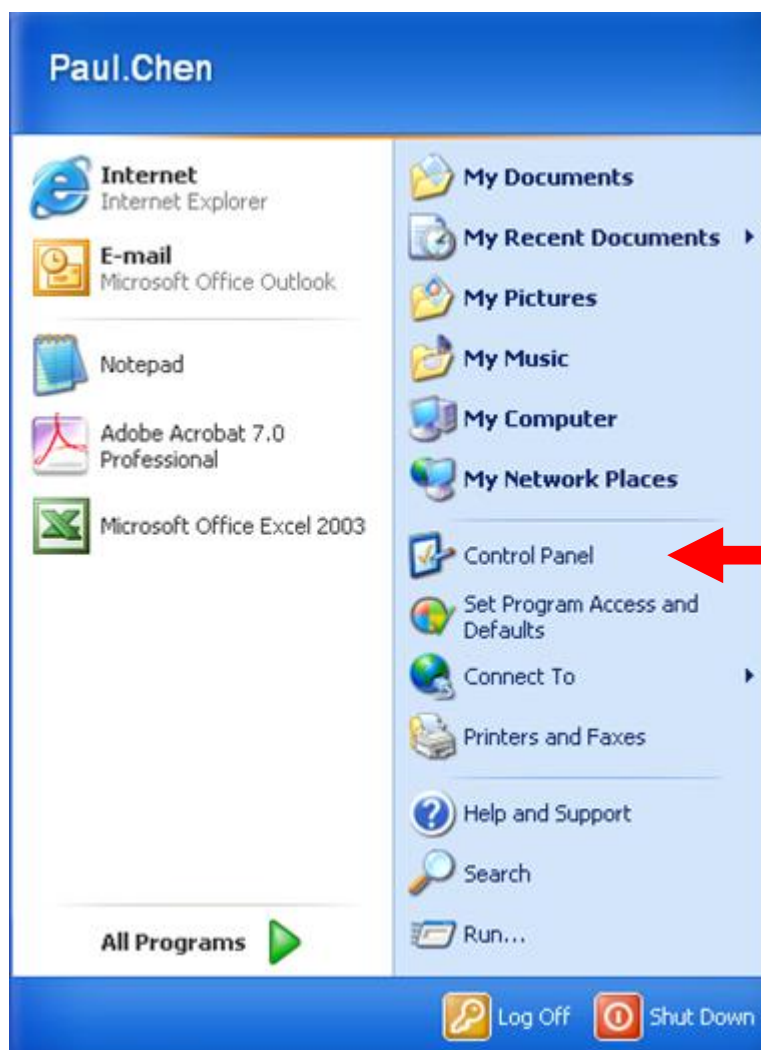 Paul.Chen
Internet
Internet Explorer
E-mail
Microsoft Office Outlook
Notepad
Adobe Acrobat 7.0
Professional
Microsoft Office Excel 2003
All Programs
My Documents
My Recent Documents
My Pictures
My Music
My Computer
My Network Places
Control Panel
Set Program Access and
Defaults
Connect To
Printers and Faxes
Help and Support
Search
Run...
Log Off
Shut Down